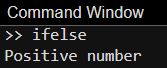 Command Window
>> ifelse
Positive number